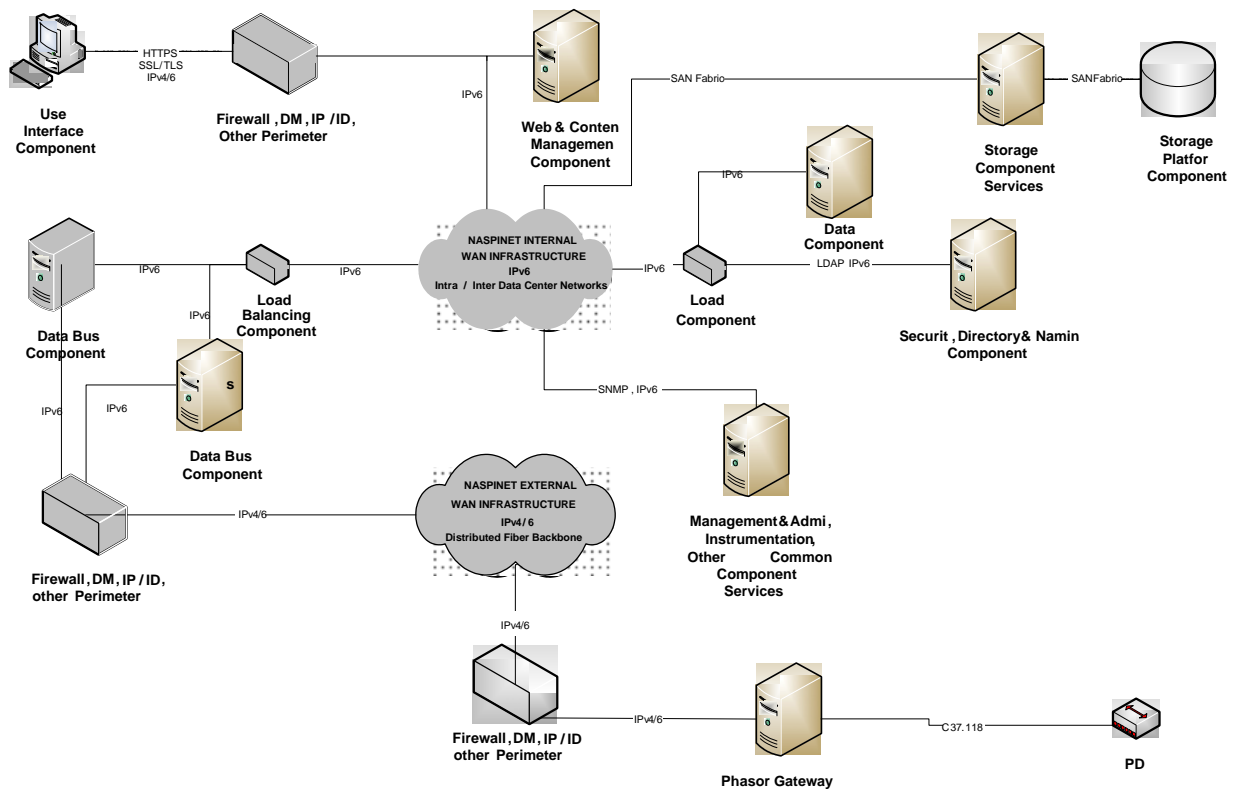 HTTPS
SSL/TLS
IPv4/6
Use
Interface
Component
Firewall , DM, IP / ID,
Other Perimeter
IPv6
Web & Conten
Managemen
Component
SAN Fabric
SANFabric
Storage
Component
Services
Storage
Platfor
Component
IPv6
Data
Component
NASPINET INTERNAL
WAN INFRASTRUCTURE
IPv6
Intra / Inter Data Center Networks
IPv6
LDAP IPv6
Load
Component
Securit , Directory & Namin
Component
IPv6
IPv6
Load
Balancing
Component
Data Bus
Component
IPv6
s
IPv6
IPv6
Data Bus
Component
SNMP , IPv6
Management & Admi ,
Instrumentation,
Other Common
Component
Services
NASPINET EXTERNAL
WAN INFRASTRUCTURE
IPv4/ 6
Distributed Fiber Backbone
IPv4/6
Firewall, DM, IP / ID,
other Perimeter
IPv4/6
Firewall, DM, IP / ID
other Perimeter
IPv4/6
Phasor Gateway
C37.118
PD